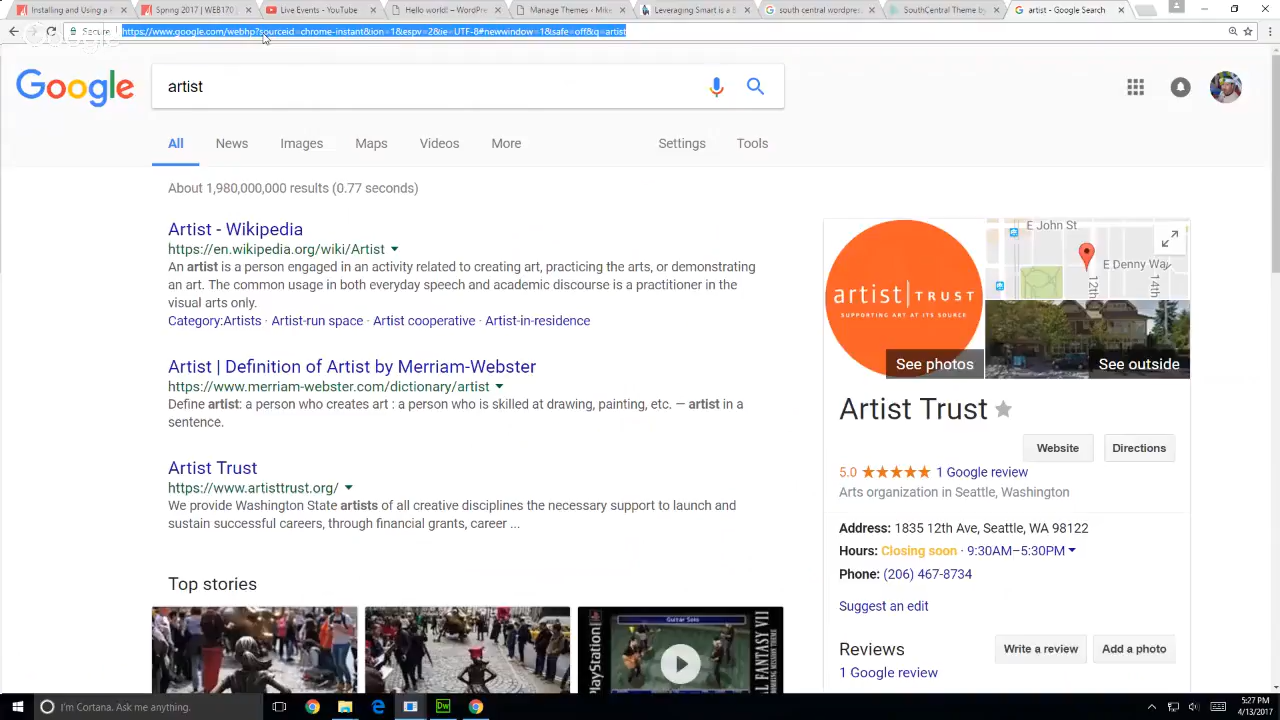 Installing and Using a
Spring 2017 WEB170
Live Events - YouTube
Hello world! – WordPre
Manage Themes ‹ Mike
Leveraging Smart is a S
south central wordpres
SouthCentral Theme by
artist - Google Search
Secure
https://www.google.com/webhp?sourceid=chrome-instant&ion=1&espv=2&ie=UTF-8#newwindow=1&safe=off&q=artist
Google
artist
All
News
Images
Maps
Videos
More
Settings
Tools
About 1,980,000,000 results (0.77 seconds)
Artist - Wikipedia
https://en.wikipedia.org/wiki/Artist
An artist is a person engaged in an activity related to creating art, practicing the arts, or demonstrating
an art. The common usage in both everyday speech and academic discourse is a practitioner in the
visual arts only.
Category:Artists · Artist-run space · Artist cooperative · Artist-in-residence
Artist | Definition of Artist by Merriam-Webster
https://www.merriam-webster.com/dictionary/artist
Define artist: a person who creates art : a person who is skilled at drawing, painting, etc. — artist in a
sentence.
Artist Trust
https://www.artisttrust.org/
We provide Washington State artists of all creative disciplines the necessary support to launch and
sustain successful careers, through financial grants, career ...
Top stories
PlayStation
Guitar Solo
FANTASY VII
artist TRUST
SUPPORTING ART AT ITS SOURCE
See photos
E John St
E Denny Wa
12th
14th
See outside
Artist Trust
Website
Directions
5.0
1 Google review
Arts organization in Seattle, Washington
Address: 1835 12th Ave, Seattle, WA 98122
Hours: Closing soon · 9:30AM–5:30PM
Phone: (206) 467-8734
Suggest an edit
Reviews
Write a review
Add a photo
1 Google review
I'm Cortana. Ask me anything.
Dw
5:27 PM
4/13/2017